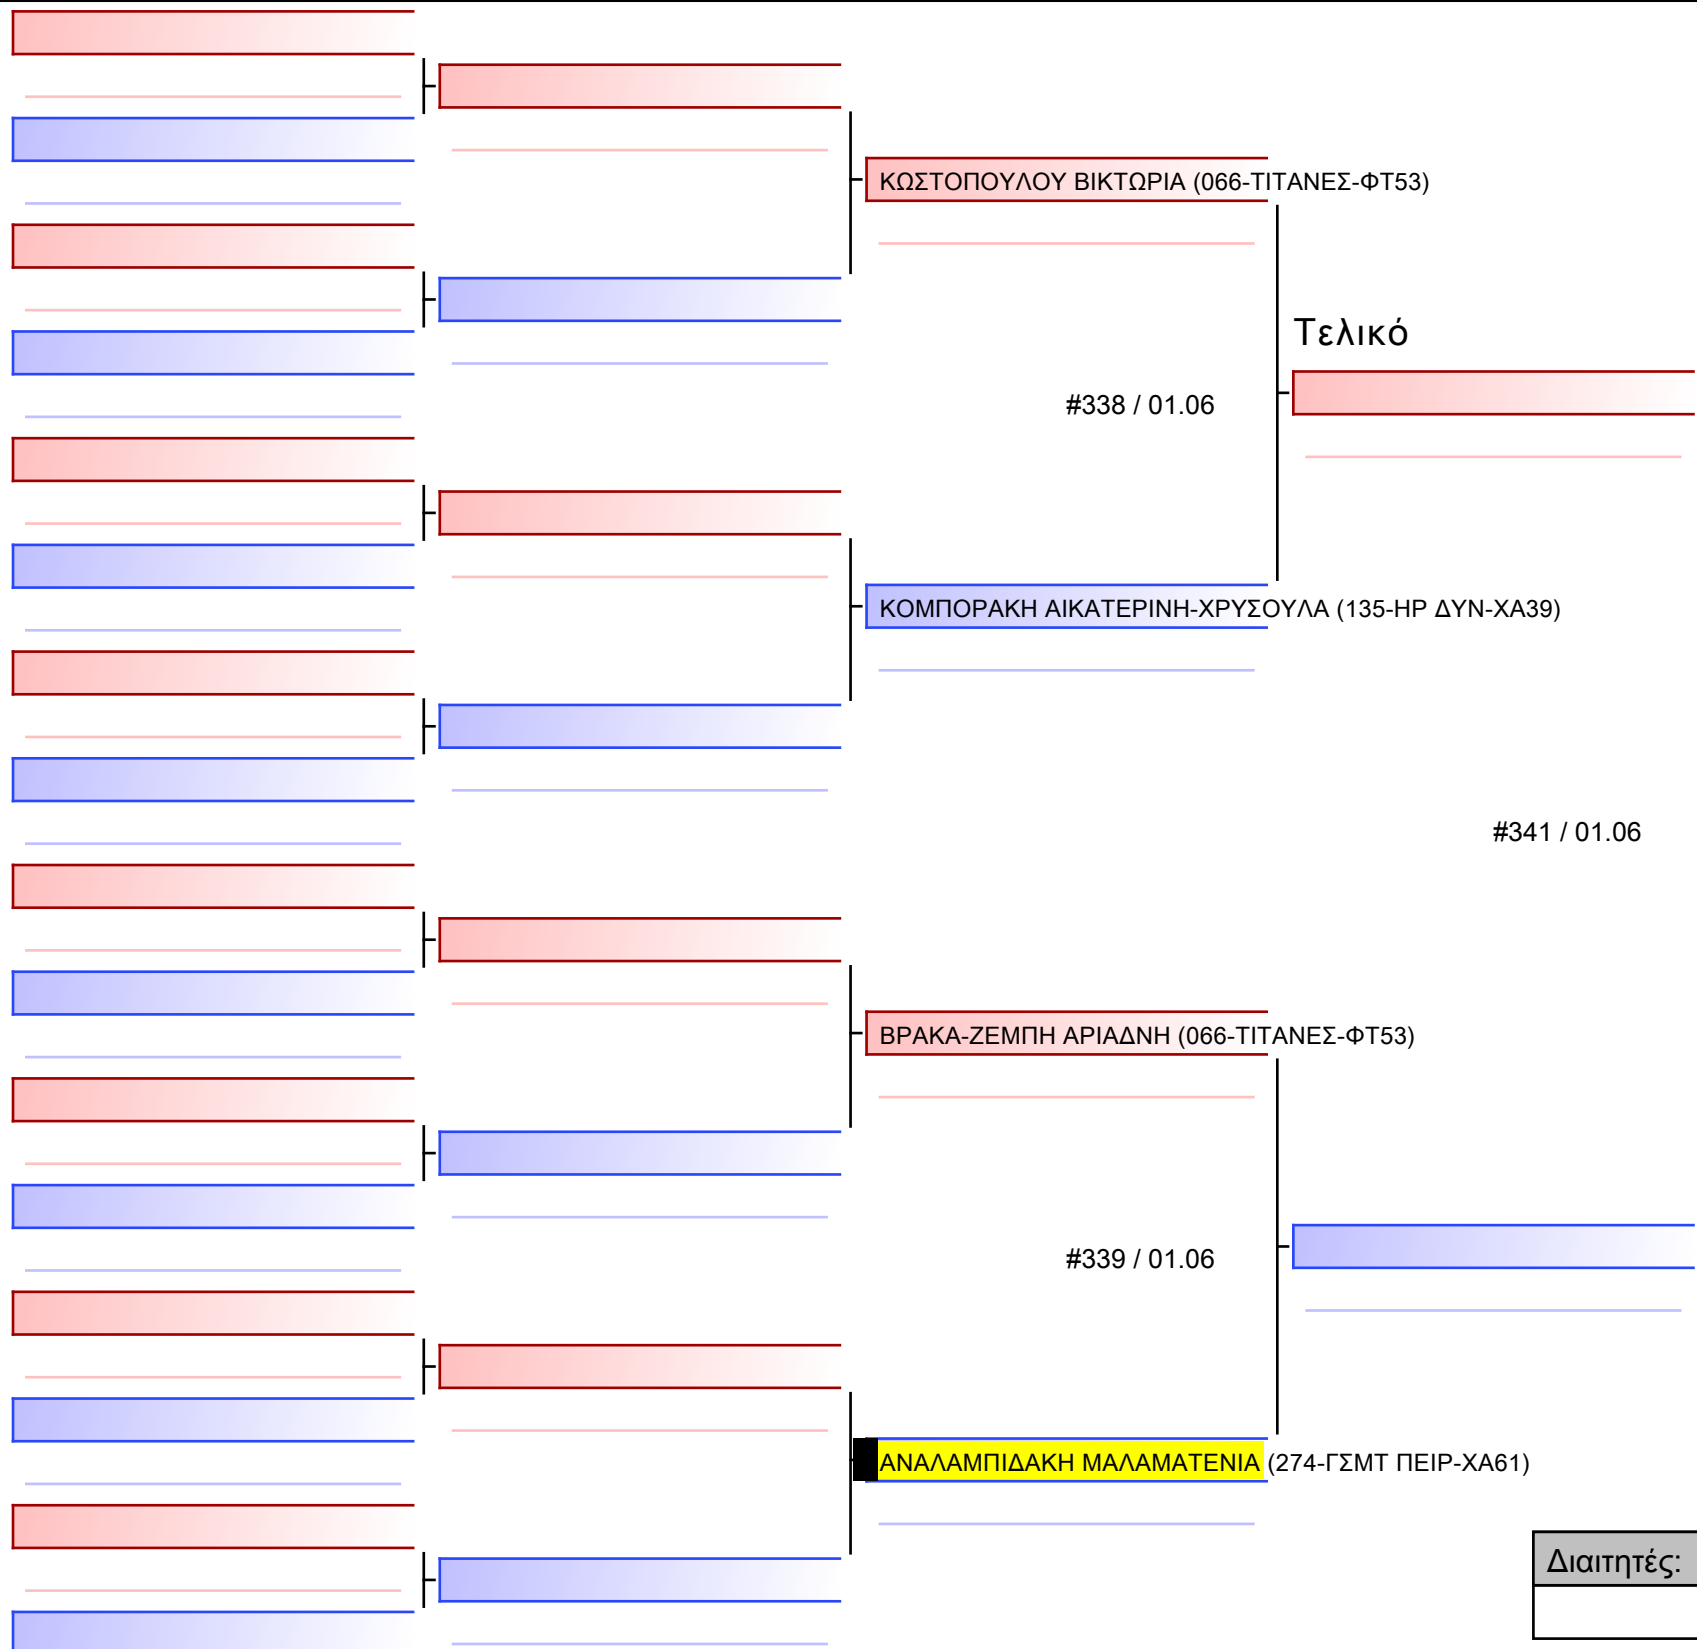 ΚΩΣΤΟΠΟΥΛΟΥ ΒΙΚΤΩΡΙΑ (066-ΤΙΤΑΝΕΣ-ΦΤ53)
Τελικό
#338 / 01.06
ΚΟΜΠΟΡΑΚΗ ΑΙΚΑΤΕΡΙΝΗ-ΧΡΥΣΟΥΛΑ (135-ΗΡ ΔΥΝ-ΧΑ39)
#341 / 01.06
ΒΡΑΚΑ-ΖΕΜΠΗ ΑΡΙΑΔΝΗ (066-ΤΙΤΑΝΕΣ-ΦΤ53)
#339 / 01.06
ΑΝΑΛΑΜΠΙΔΑΚΗ ΜΑΛΑΜΑΤΕΝΙΑ (274-ΓΣΜΤ ΠΕΙΡ-ΧΑ61)
Διαιτητές: